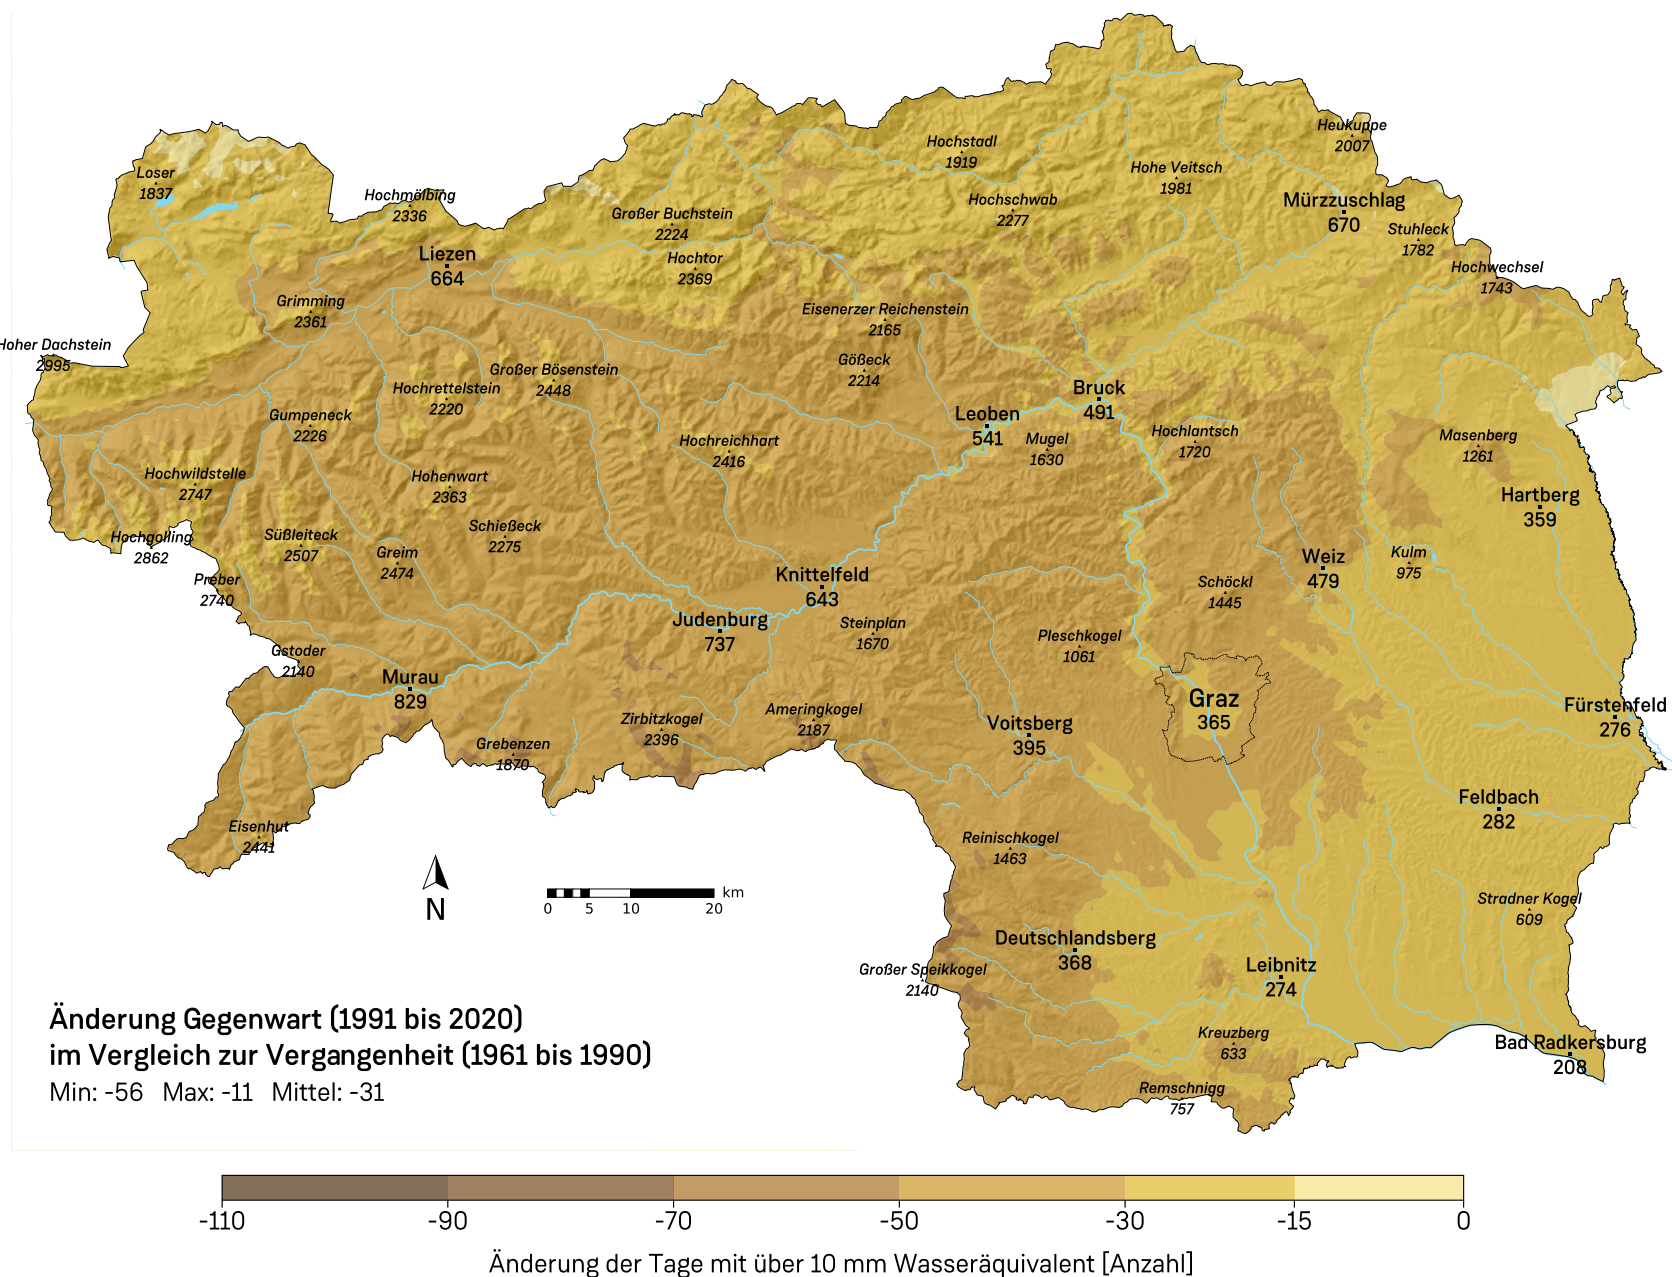 Heukuppe
2007
Hochstadl
1919
Hohe Veitsch
1981
Loser
1837
Hochmölbing
2336
Hochschwab
2277
Mürzzuschlag
670
Großer Buchstein
2224
Stuhleck
1782
Liezen
664
Hochtor
2369
Hochwechsel
1743
Grimming
2361
Eisenerzer Reichenstein
2165
Hoher Dachstein
2995
Gößeck
2214
Großer Bösenstein
2448
Hochrettelstein
2220
Bruck
491
Gumpeneck
2226
Leoben
541
Hochreichhart
2416
Mugel
1630
Hochlantsch
1720
Masenberg
1261
Hochwildstelle
2747
Hohenwart
2363
Hartberg
359
Hochgolling
2862
Süßleiteck
2507
Schießeck
2275
Greim
2474
Weiz
479
Kulm
975
Preber
2740
Knittelfeld
643
Schöckl
1445
Judenburg
737
Steinplan
1670
Pleschkogel
1061
Gstoder
2140
Murau
829
Graz
365
Fürstenfeld
276
Zirbitzkogel
2396
Ameringkogel
2187
Voitsberg
395
Grebenzen
1870
Feldbach
282
Eisenhut
2441
Reinischkogel
1463
N
km
0 5 10 20
Stradner Kogel
609
Deutschlandsberg
368
Großer Speikkogel
2140
Leibnitz
274
Kreuzberg
633
Bad Radkersburg
208
Remschnigg
757
Änderung Gegenwart (1991 bis 2020)
im Vergleich zur Vergangenheit (1961 bis 1990)
Min: -56 Max: -11 Mittel: -31
-110 -90 -70 -50 -30 -15 0
Änderung der Tage mit über 10 mm Wasseräquivalent [Anzahl]